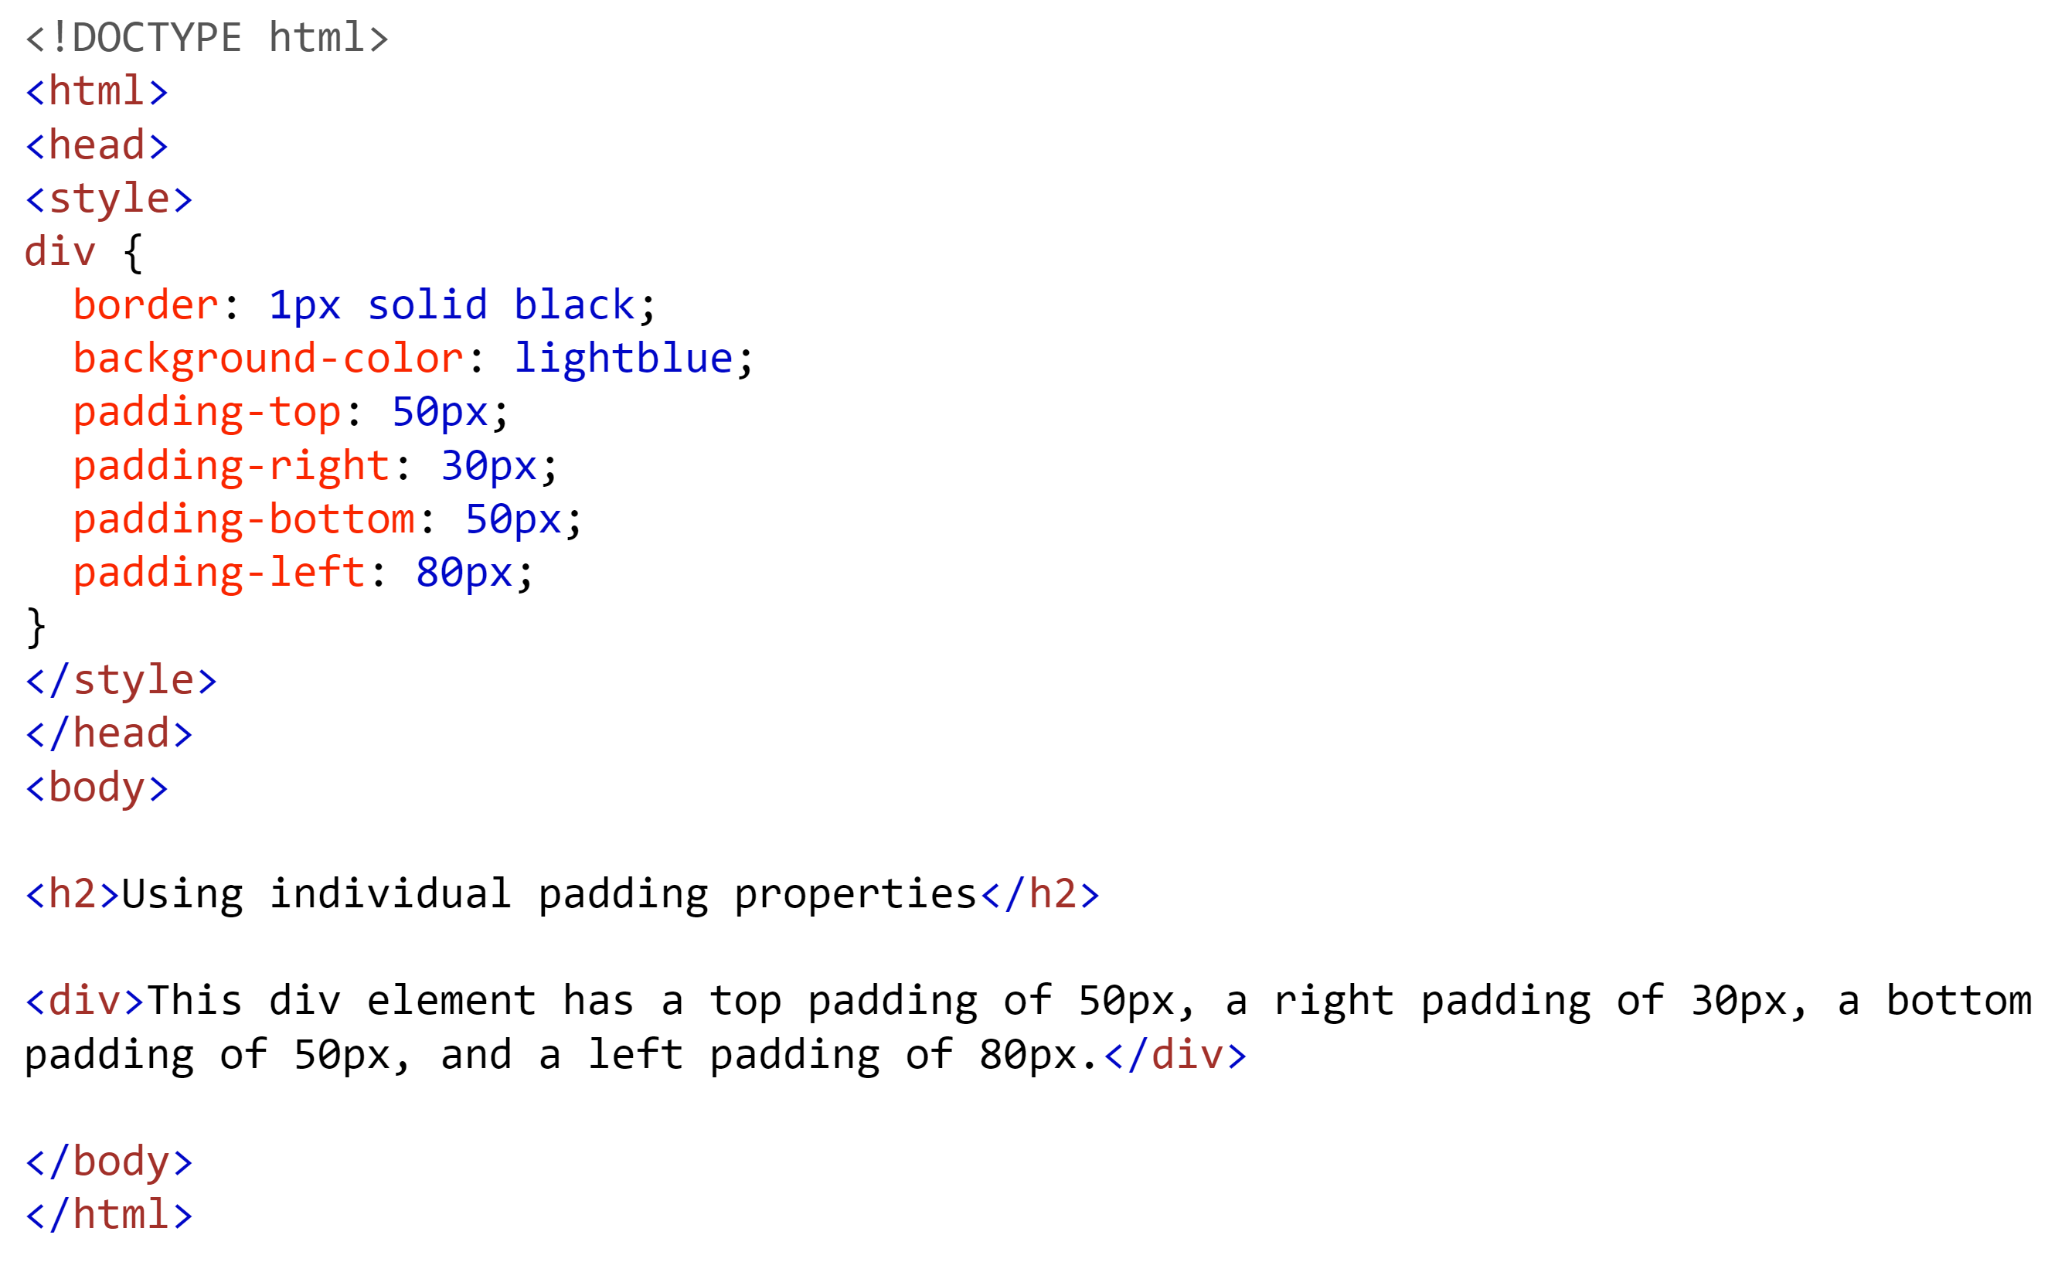 <!DOCTYPE html>
<html>
<head>
<style>
div {
  border: 1px solid black;
  background-color: lightblue;
  padding-top: 50px;
  padding-right: 30px;
  padding-bottom: 50px;
  padding-left: 80px;
}
</style>
</head>
<body>

<h2>Using individual padding properties</h2>

<div>This div element has a top padding of 50px, a right padding of 30px, a bottom
padding of 50px, and a left padding of 80px.</div>

</body>
</html>